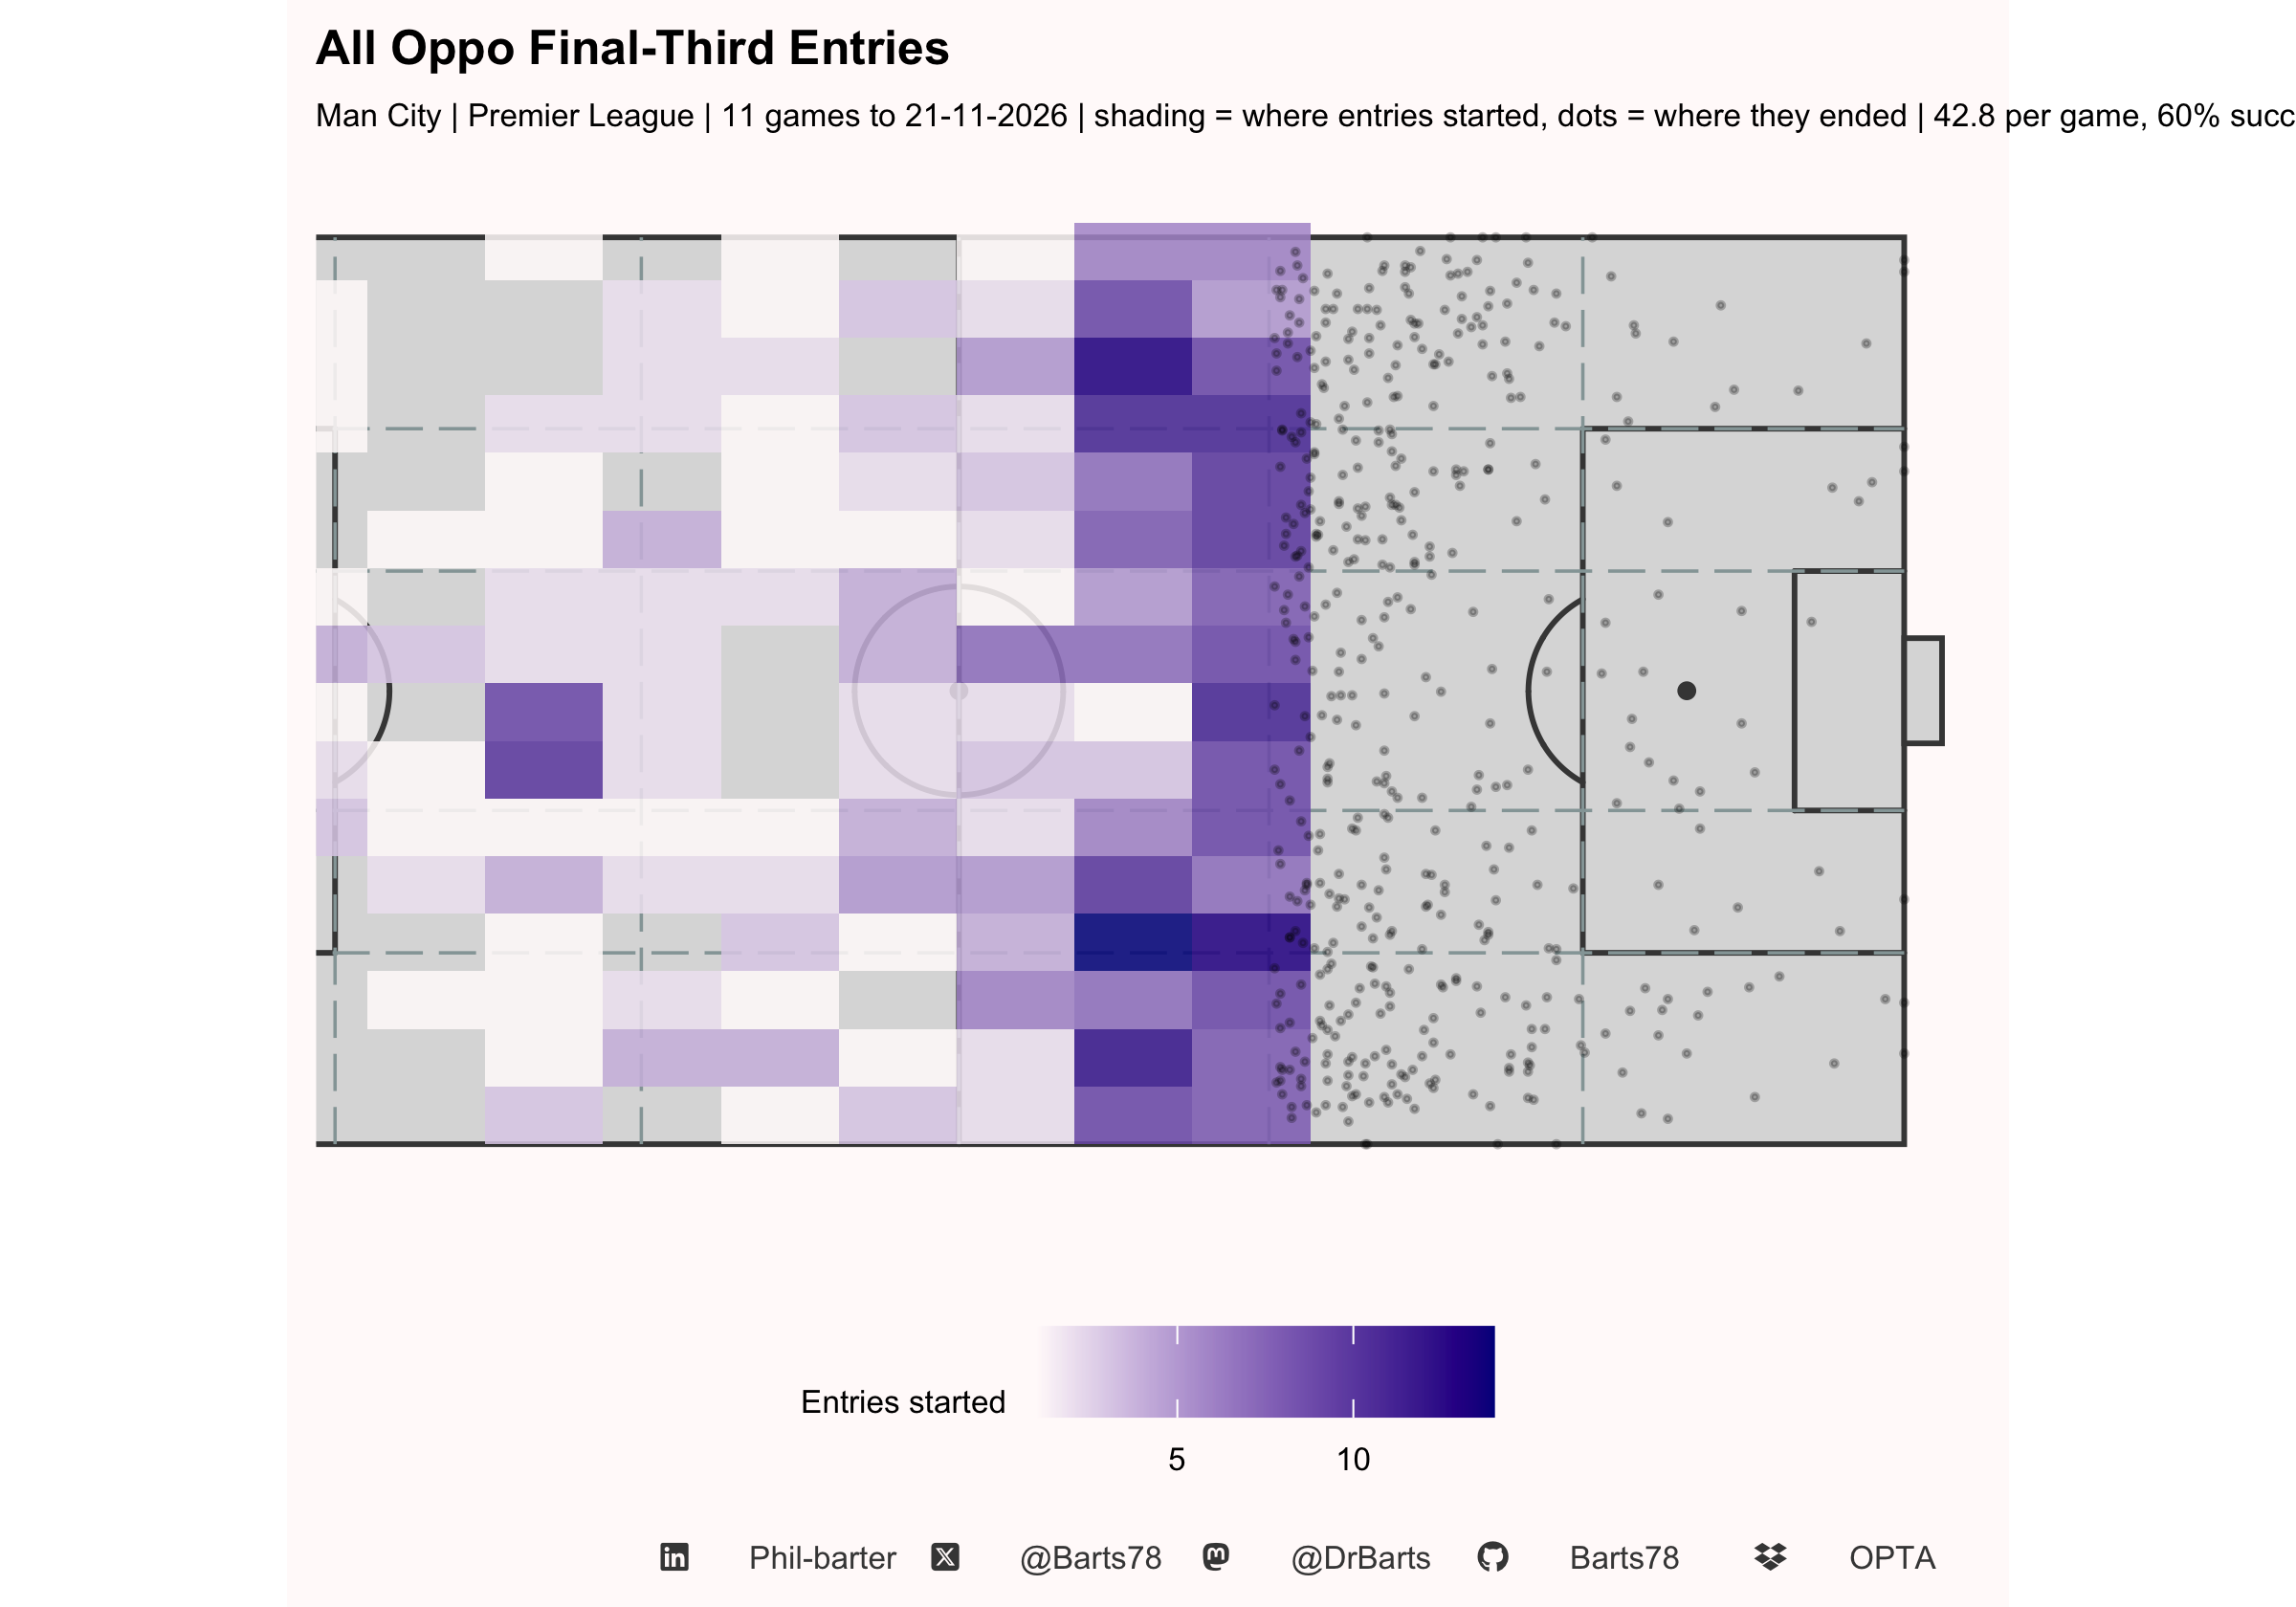 All Oppo Final-Third Entries
Man City | Premier League | 11 games to 21-11-2026 | shading = where entries started, dots = where they ended | 42.8 per game, 60% succ
Entries started
5 10
Phil-barter @Barts78 @DrBarts Barts78 OPTA